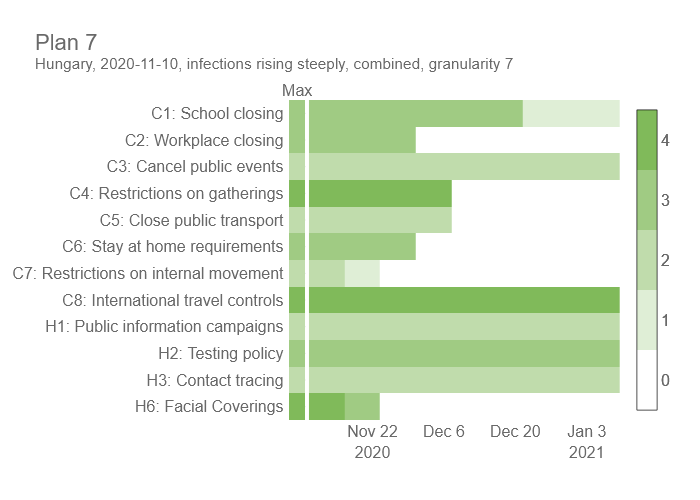 Plan 7
Hungary, 2020-11-10, infections rising steeply, combined, granularity 7
Max
C1: School closing
C2: Workplace closing
C3: Cancel public events
C4: Restrictions on gatherings
C5: Close public transport
C6: Stay at home requirements
C7: Restrictions on internal movement
C8: International travel controls
H1: Public information campaigns
H2: Testing policy
H3: Contact tracing
H6: Facial Coverings
Nov 22 Dec 6 Dec 20 Jan 3
2020 2021
4
3
2
1
0